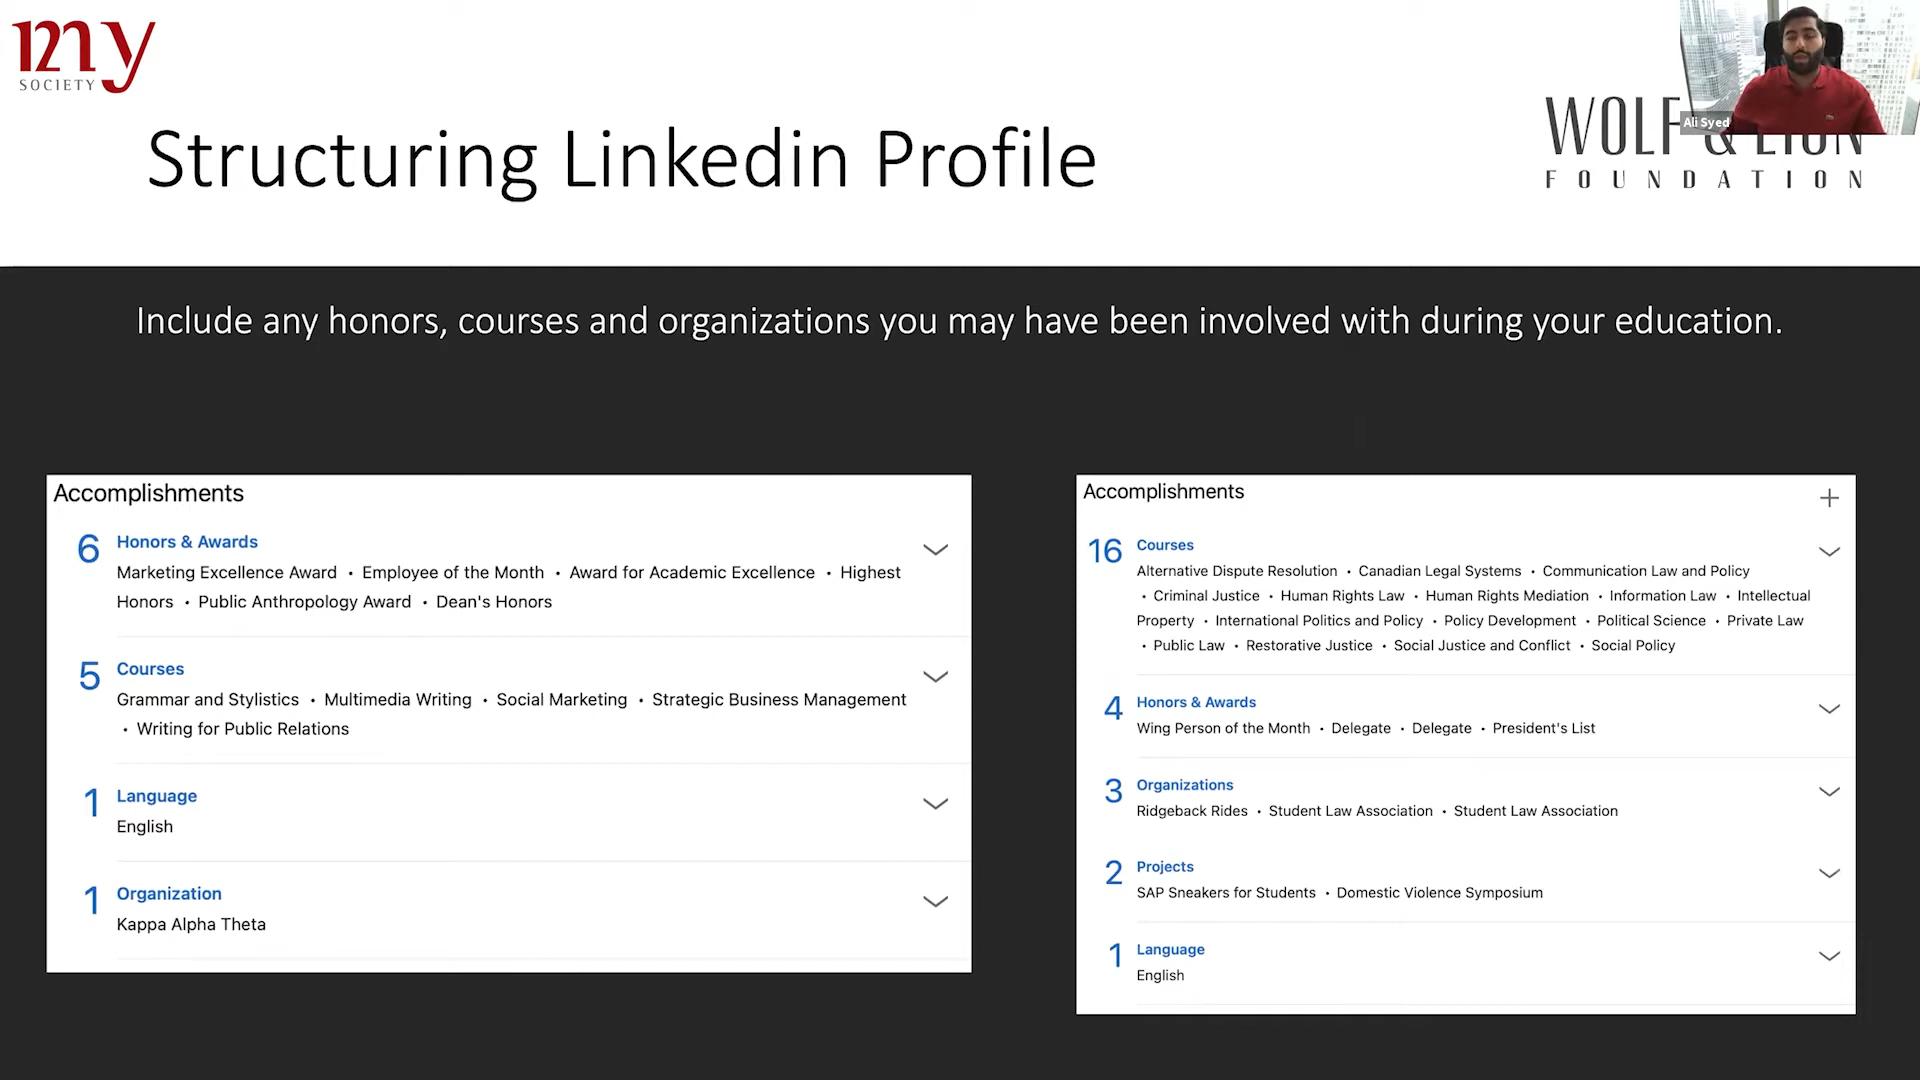 12ny
SOCIETY
Ali Syed
WOLF & LION
FOUNDATION
Structuring Linkedin Profile
Include any honors, courses and organizations you may have been involved with during your education.
Accomplishments
6 Honors & Awards
Marketing Excellence Award • Employee of the Month • Award for Academic Excellence • Highest
Honors • Public Anthropology Award • Dean's Honors
5 Courses
Grammar and Stylistics • Multimedia Writing • Social Marketing • Strategic Business Management
• Writing for Public Relations
1 Language
English
1 Organization
Kappa Alpha Theta
Accomplishments
16 Courses
Alternative Dispute Resolution • Canadian Legal Systems • Communication Law and Policy
• Criminal Justice • Human Rights Law • Human Rights Mediation • Information Law • Intellectual
Property • International Politics and Policy • Policy Development • Political Science • Private Law
• Public Law • Restorative Justice • Social Justice and Conflict • Social Policy
4 Honors & Awards
Wing Person of the Month • Delegate • Delegate • President's List
3 Organizations
Ridgeback Rides • Student Law Association • Student Law Association
2 Projects
SAP Sneakers for Students • Domestic Violence Symposium
1 Language
English